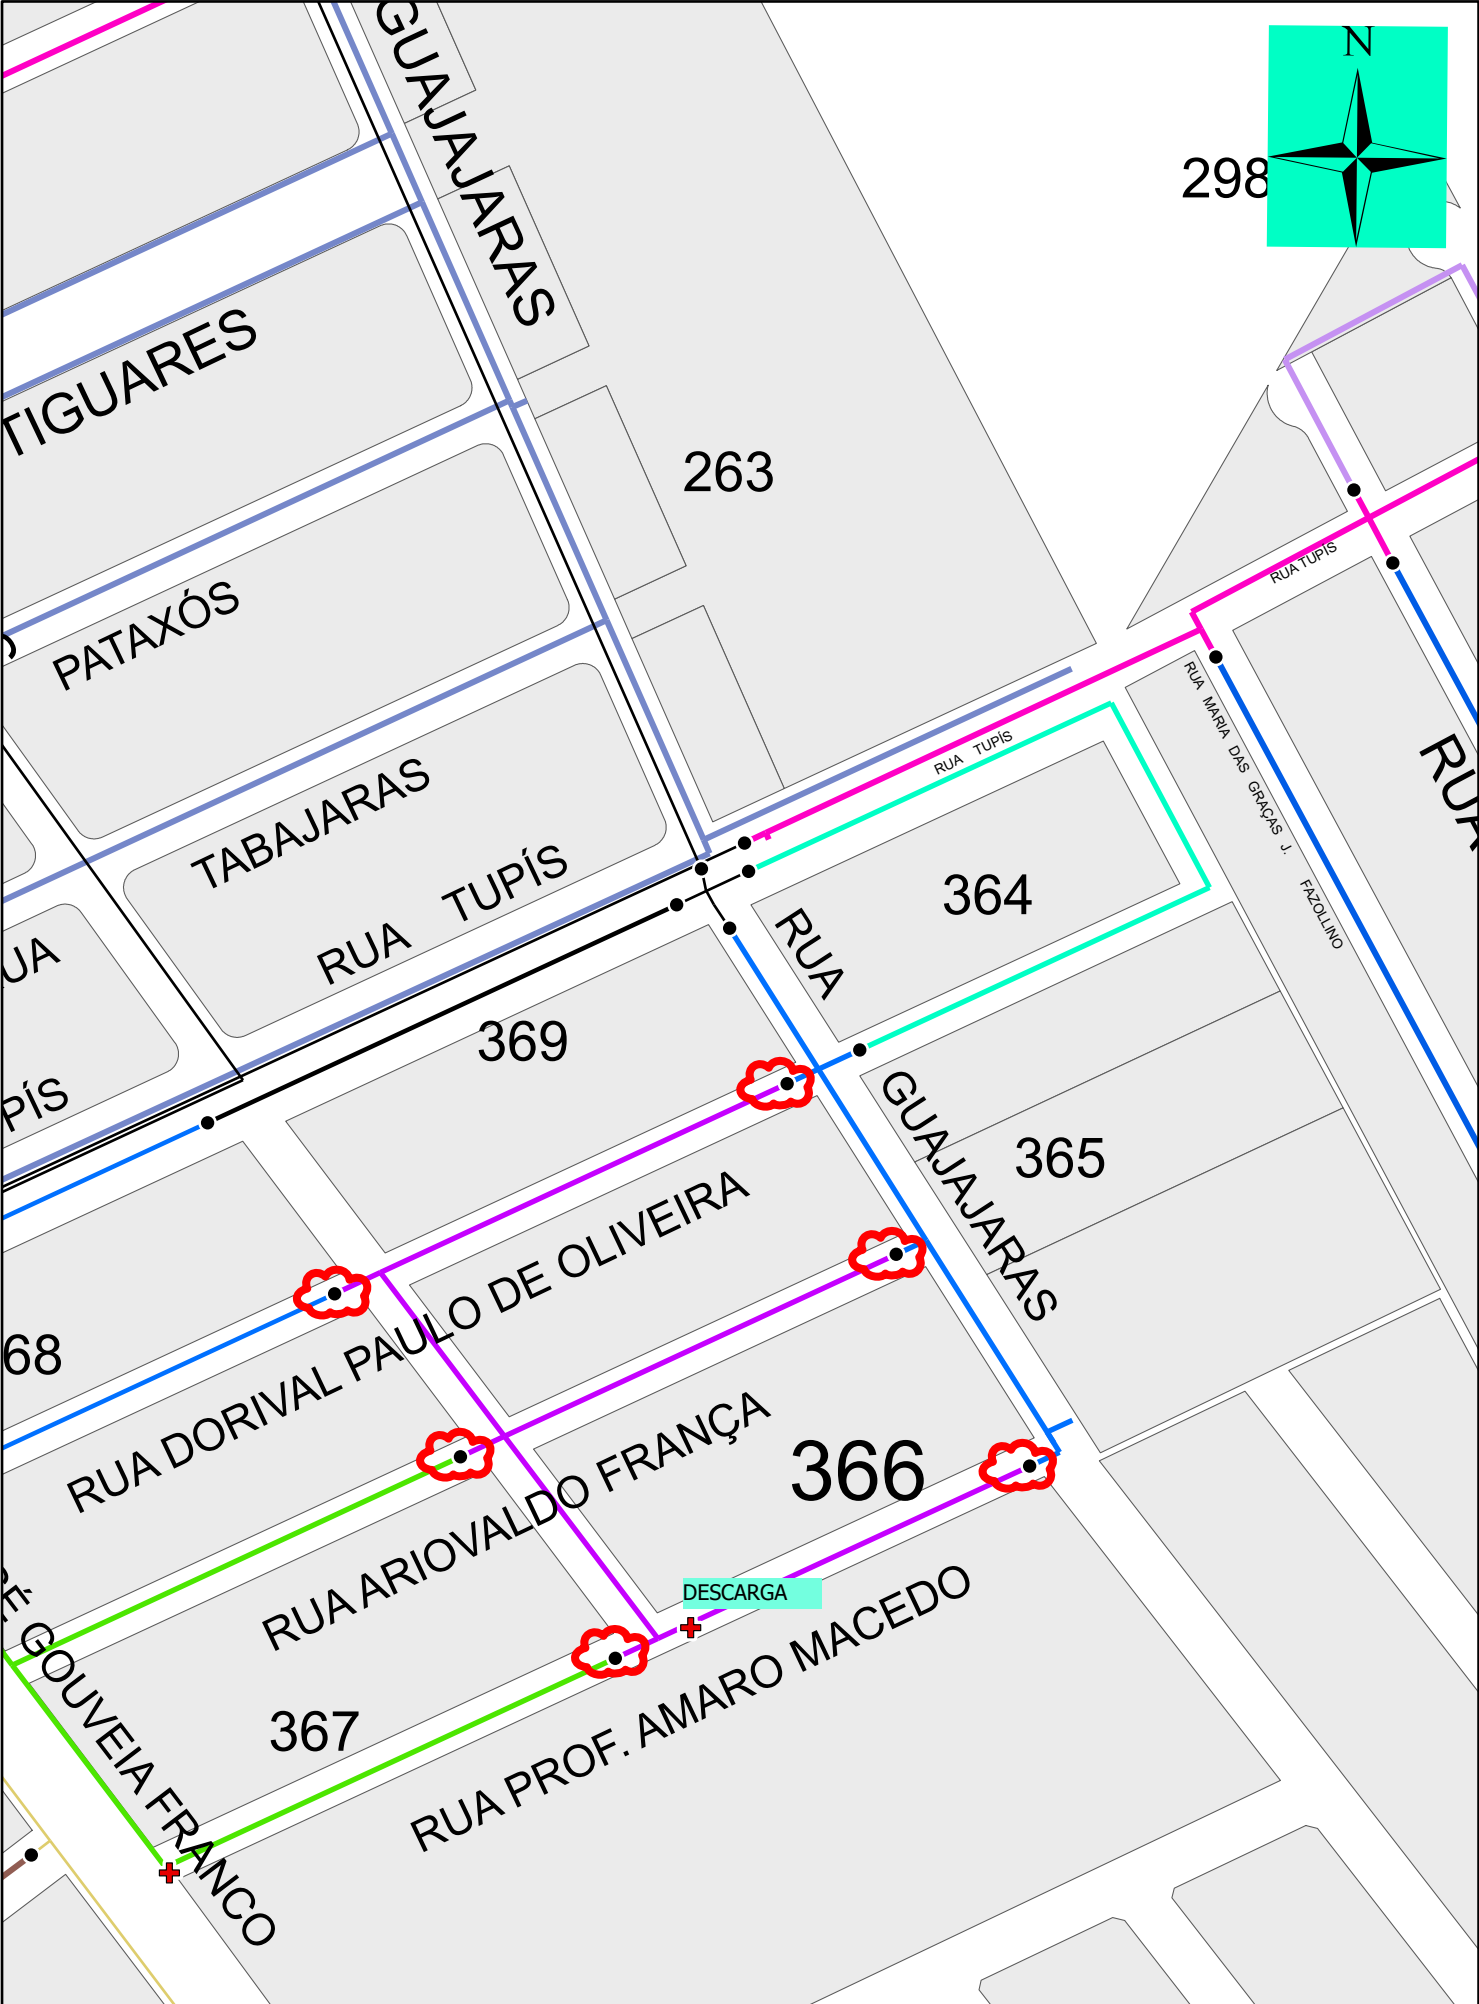 N
GUAJAJARAS
298
TIGUARES
263
PATAXÓS
RUA TUPÍS
RUA MARIA DAS GRAÇAS J. FAZOLLINO
RUA TUPÍS
RUA
TABAJARAS
RUA TUPÍS
364
RUA GUAJAJARAS
UA
369
PÍS
365
RUA DORIVAL PAULO DE OLIVEIRA
68
RUA ARIOVALDO FRANÇA
366
DESCARGA
RUA PROF. AMARO MACEDO
GOUVEIA FRANCO
367